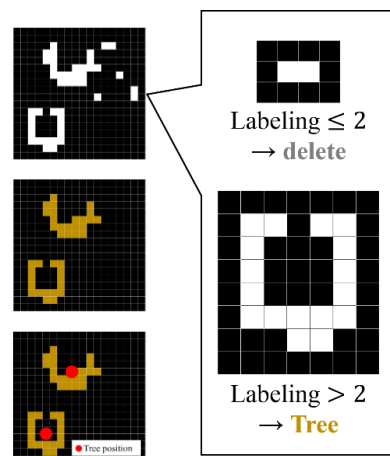 Labeling ≤ 2
→ delete
Labeling > 2
→ Tree
Tree position